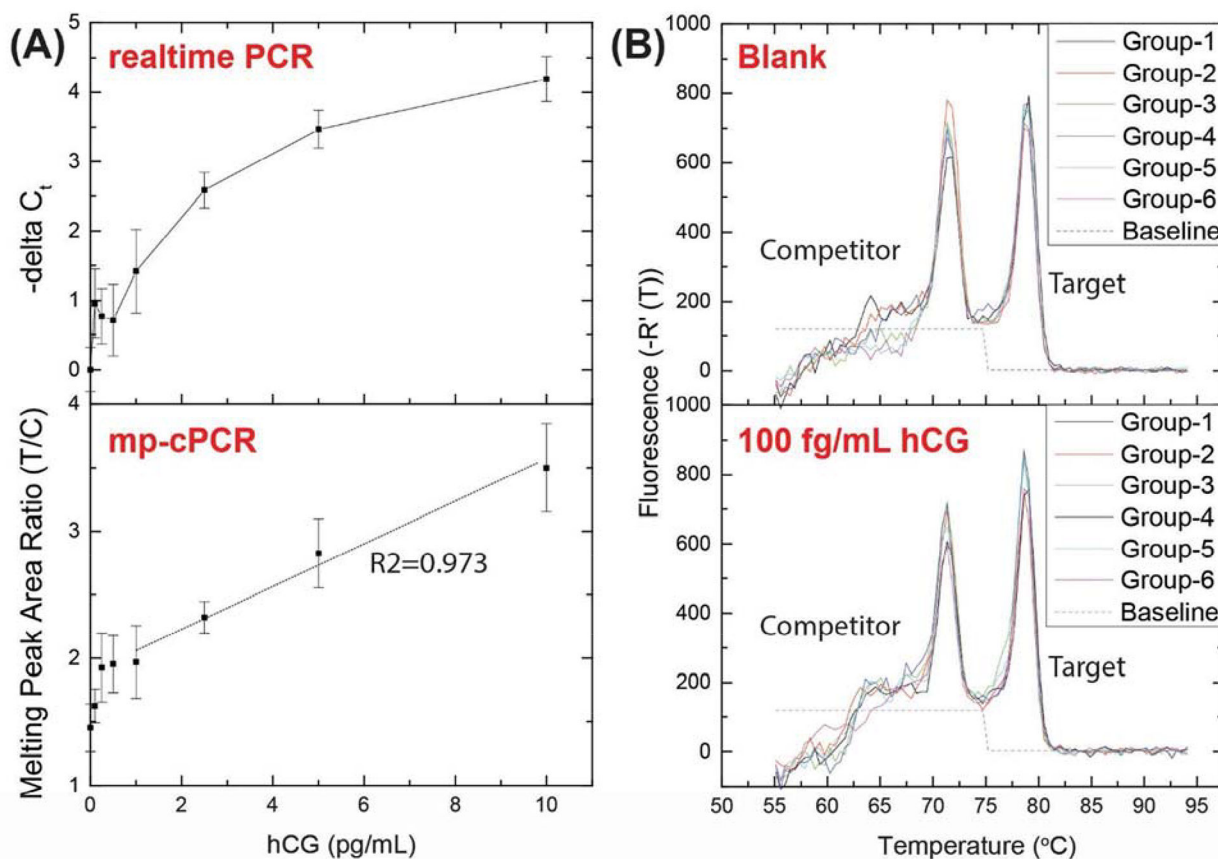 (A)
realtime PCR
-delta Ct
5
4
3
2
1
0
mp-cPCR
Melting Peak Area Ratio (T/C)
4
3
2
1
R2=0.973
0 2 4 6 8 10
hCG (pg/mL)
(B)
Blank
Fluorescence (-R' (T))
1000
800
600
400
200
0
Competitor
Target
Group-1
Group-2
Group-3
Group-4
Group-5
Group-6
Baseline
100 fg/mL hCG
1000
800
600
400
200
0
Competitor
Target
Group-1
Group-2
Group-3
Group-4
Group-5
Group-6
Baseline
50 55 60 65 70 75 80 85 90 95
Temperature (°C)